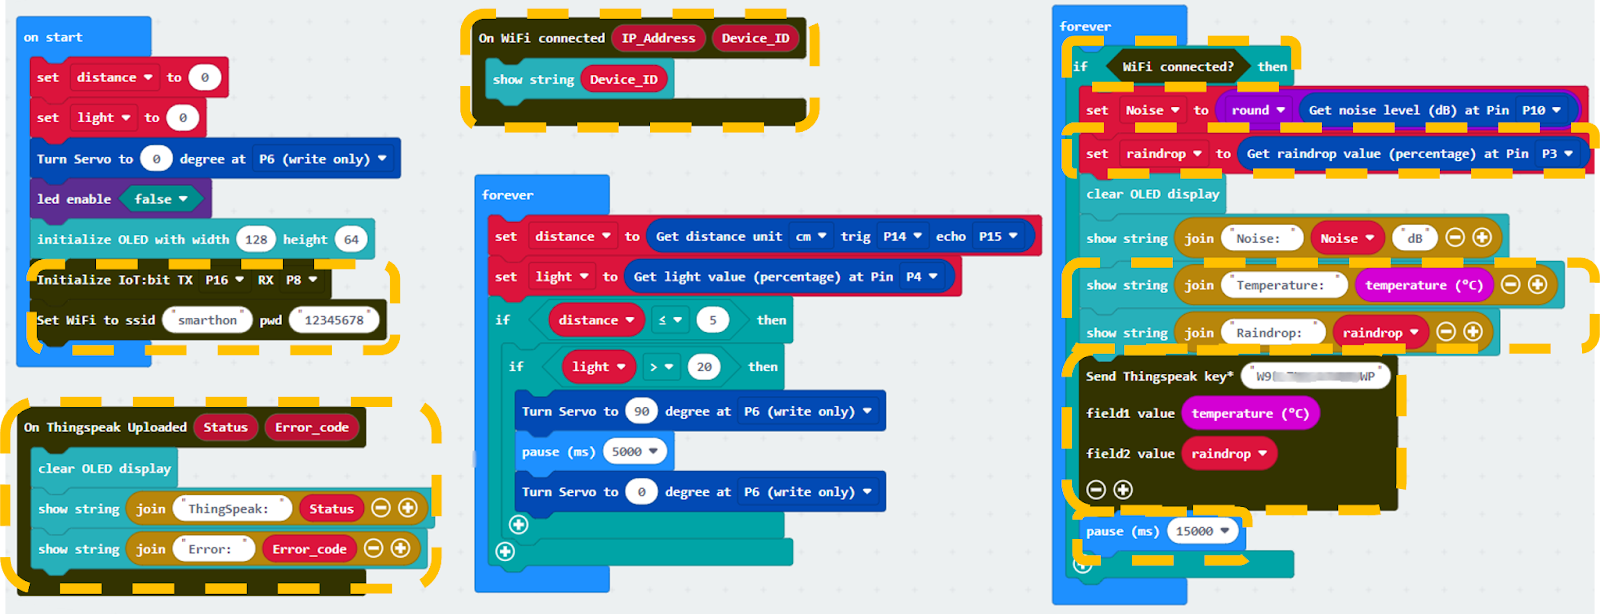 on start
set distance to 0
set light to 0
Turn Servo to 0 degree at P6 (write only)
led enable false
initialize OLED with width 128 height 64
Initialize IoT:bit TX P16 RX P8
Set WiFi to ssid "smarthon" pwd "12345678"
On Thingspeak Uploaded Status Error_code
clear OLED display
show string join "ThingSpeak: " Status
show string join "Error: " Error_code
On WiFi connected IP_Address Device_ID
show string Device_ID
forever
set distance to Get distance unit cm trig P14 echo P15
set light to Get light value (percentage) at Pin P4
if distance ≤ 5 then
if light > 20 then
Turn Servo to 90 degree at P6 (write only)
pause (ms) 5000
Turn Servo to 0 degree at P6 (write only)
forever
if WiFi connected? then
set Noise to round Get noise level (dB) at Pin P10
set raindrop to Get raindrop value (percentage) at Pin P3
clear OLED display
show string join "Noise: " Noise "dB"
show string join "Temperature: " temperature (°C)
show string join "Raindrop: " raindrop
Send Thingspeak key*
field1 value temperature (°C)
field2 value raindrop
pause (ms) 15000